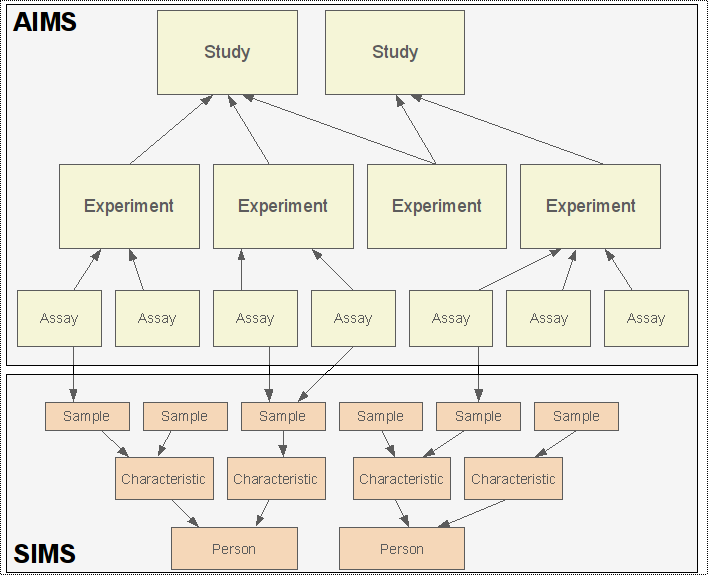 AIMS
Study Study
Experiment Experiment Experiment Experiment
Assay Assay Assay Assay Assay Assay Assay
Sample Sample Sample Sample Sample Sample
Characteristic Characteristic Characteristic Characteristic
Person Person
SIMS